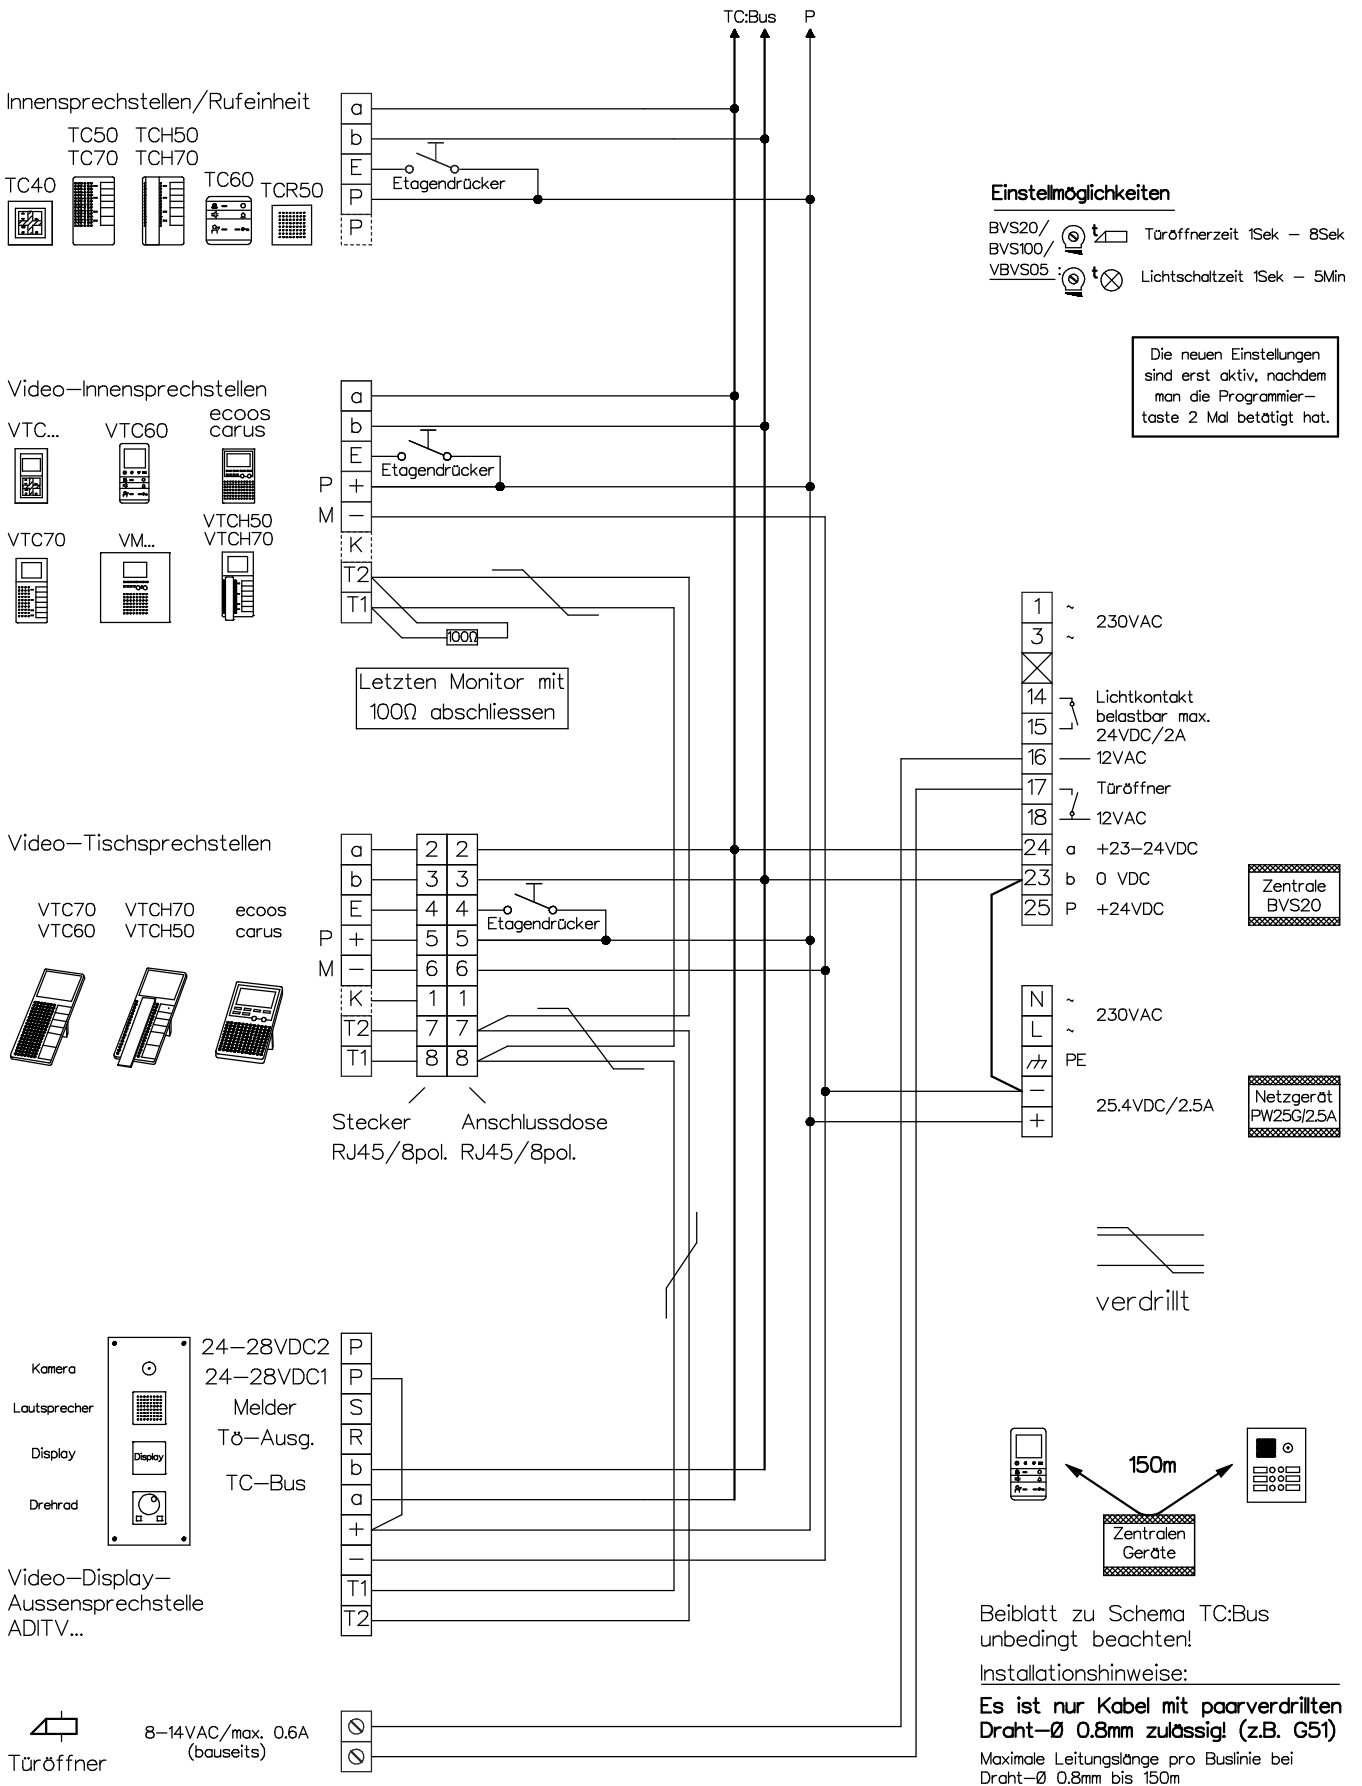 TC:Bus P
Innensprechstellen/Rufeinheit
TC50 TCH50
TC70 TCH70
TC40 TC60 TCR50
a
b
E
P
P
Etagendrücker
Einstellmöglichkeiten
BVS20/
BVS100/
VBVS05 :
t Türöffnerzeit 1Sek – 8Sek
t Lichtschaltzeit 1Sek – 5Min
Die neuen Einstellungen
sind erst aktiv, nachdem
man die Programmier–
taste 2 Mal betätigt hat.
Video–Innensprechstellen
VTC... VTC60 ecoos
carus
VTC70 VM... VTCH50
VTCH70
a
b
E
P +
M –
K
T2
T1
Etagendrücker
100Ω
Letzten Monitor mit
100Ω abschliessen
1 ~
3 ~
230VAC
14
15
Lichtkontakt
belastbar max.
24VDC/2A
16 12VAC
17 Türöffner
18 12VAC
24 a +23–24VDC
23 b 0 VDC
25 P +24VDC
Zentrale
BVS20
Video–Tischsprechstellen
VTC70 VTCH70 ecoos
VTC60 VTCH50 carus
a 2 2
b 3 3
E 4 4
P + 5 5
M – 6 6
K 1 1
T2 7 7
T1 8 8
Etagendrücker
Stecker Anschlussdose
RJ45/8pol. RJ45/8pol.
N ~
L ~
230VAC
PE
–
+
25.4VDC/2.5A
Netzgerät
PW25G/2.5A
verdrillt
Kamera
Lautsprecher
Display
Display
Drehrad
24–28VDC2 P
24–28VDC1 P
Melder S
Tö–Ausg. R
TC–Bus
b
a
+
–
T1
T2
Video–Display–
Aussensprechstelle
ADITV...
150m
Zentralen
Geräte
Beiblatt zu Schema TC:Bus
unbedingt beachten!
Installationshinweise:
Es ist nur Kabel mit paarverdrillten
Draht–Ø 0.8mm zulässig! (z.B. G51)
Maximale Leitungslänge pro Buslinie bei
Draht–Ø 0.8mm bis 150m
Türöffner
8–14VAC/max. 0.6A
(bauseits)